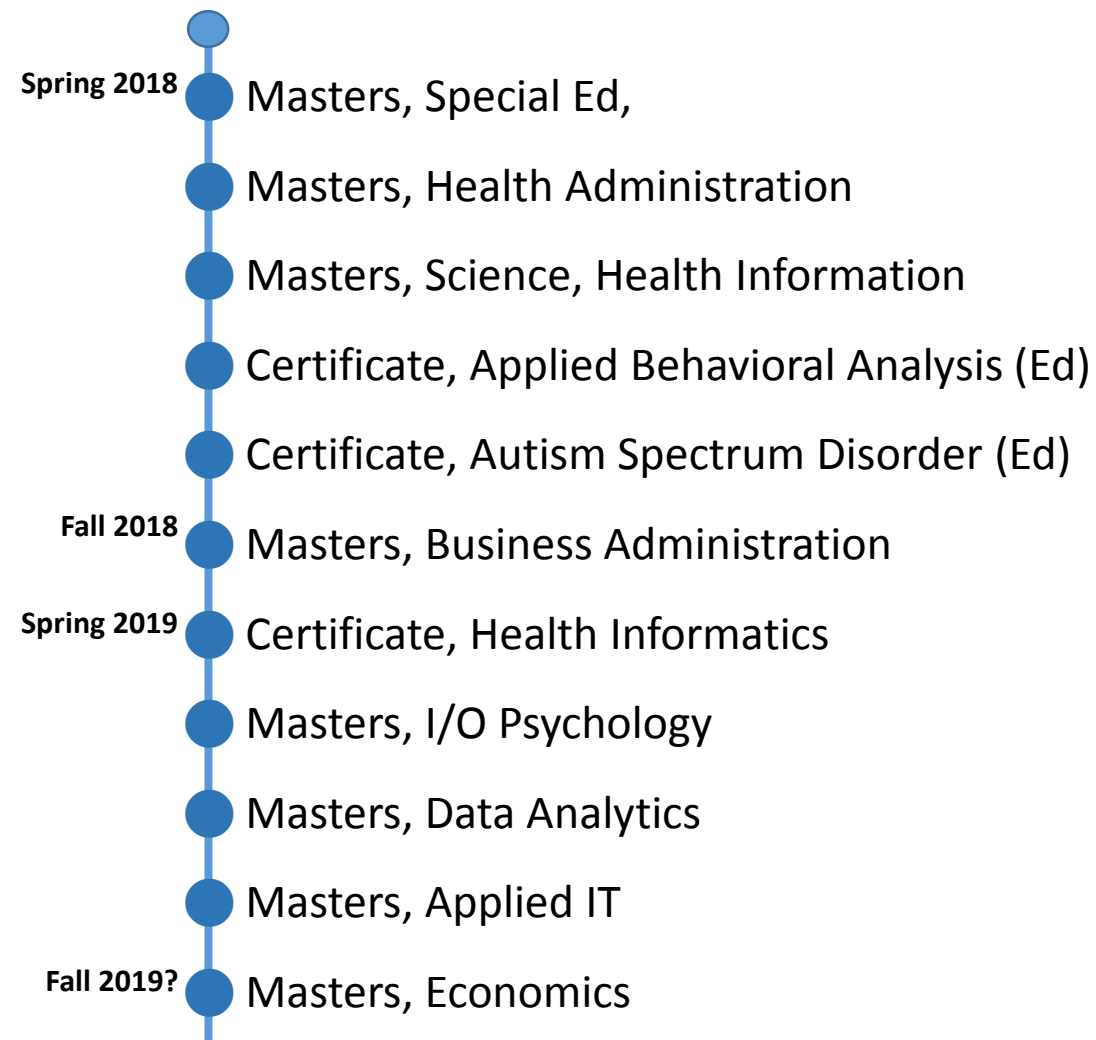 Spring 2018
Masters, Special Ed,
Masters, Health Administration
Masters, Science, Health Information
Certificate, Applied Behavioral Analysis (Ed)
Certificate, Autism Spectrum Disorder (Ed)
Fall 2018
Masters, Business Administration
Spring 2019
Certificate, Health Informatics
Masters, I/O Psychology
Masters, Data Analytics
Masters, Applied IT
Fall 2019?
Masters, Economics